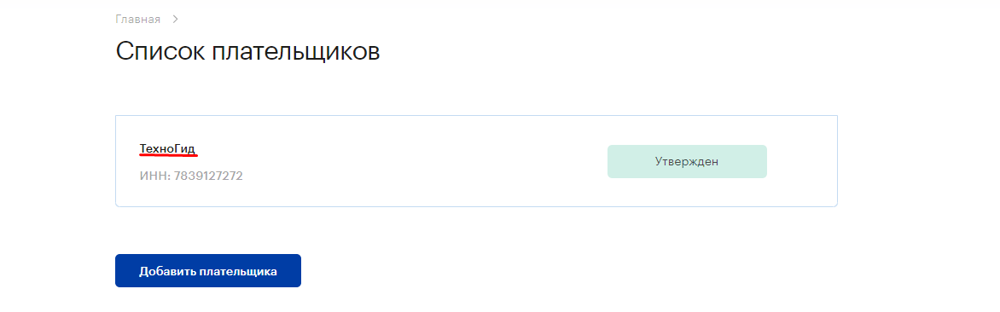 Главная
Список плательщиков
ТехноГид
Утвержден
ИНН: 7839127272
Добавить плательщика